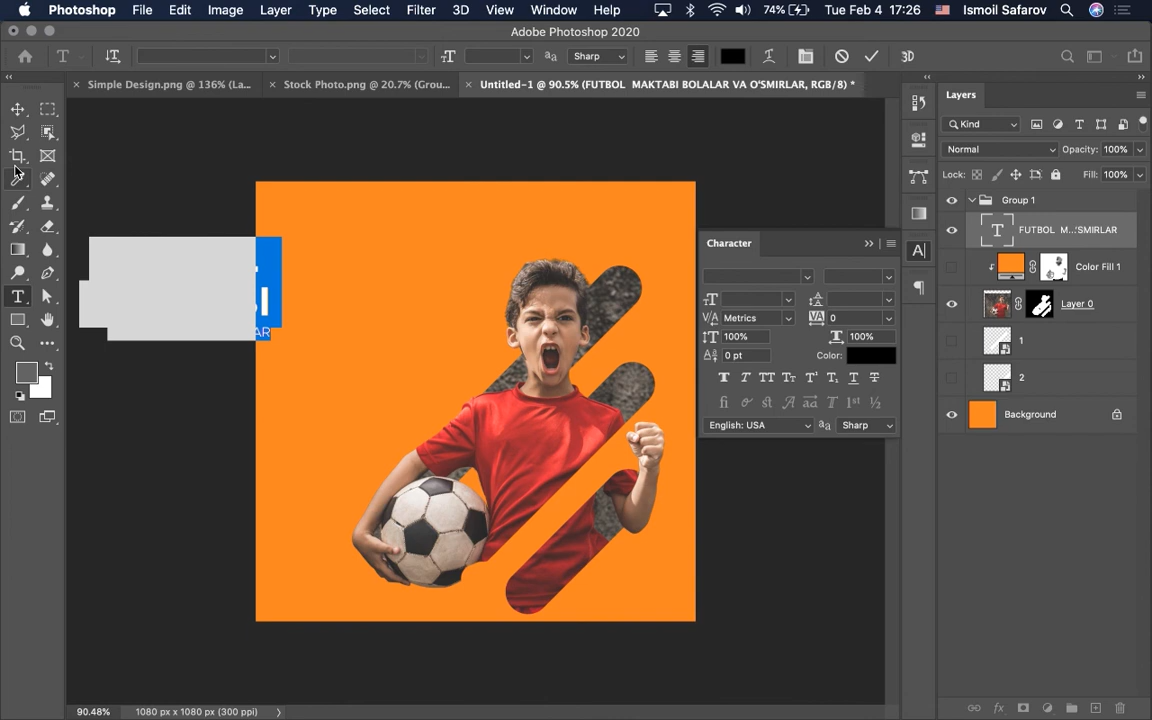 Photoshop File Edit Image Layer Type Select Filter 3D View Window Help 74% Tue Feb 4 17:26 Ismoil Safarov
Adobe Photoshop 2020
Sharp 3D
Simple Design.png @ 136% (La... Stock Photo.png @ 20.7% (Grou... Untitled-1 @ 90.5% (FUTBOL MAKTABI BOLALAR VA O'SMIRLAR, RGB/8) *
Layers
Kind
Normal Opacity: 100%
Lock: Fill: 100%
Group 1
FUTBOL M...'SMIRLAR
Color Fill 1
Layer 0
1
2
Background
Character
Metrics 0
100% 100%
0 pt Color:
English: USA Sharp
AR
90.48% 1080 px x 1080 px (300 ppi)